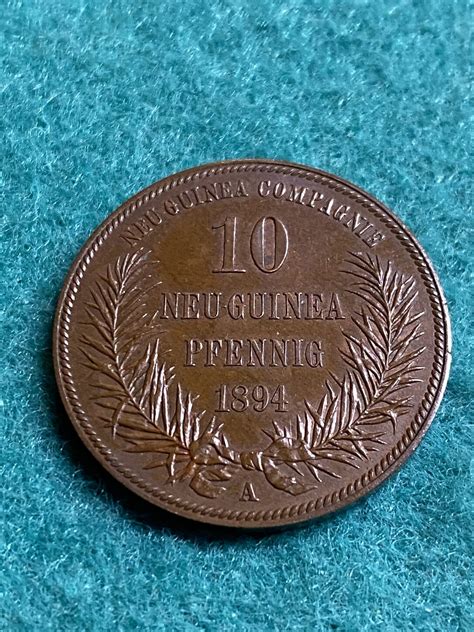 NEU GUINEA COMPAGNIE
10
NEU-GUINEA
PFENNIG
1894
A